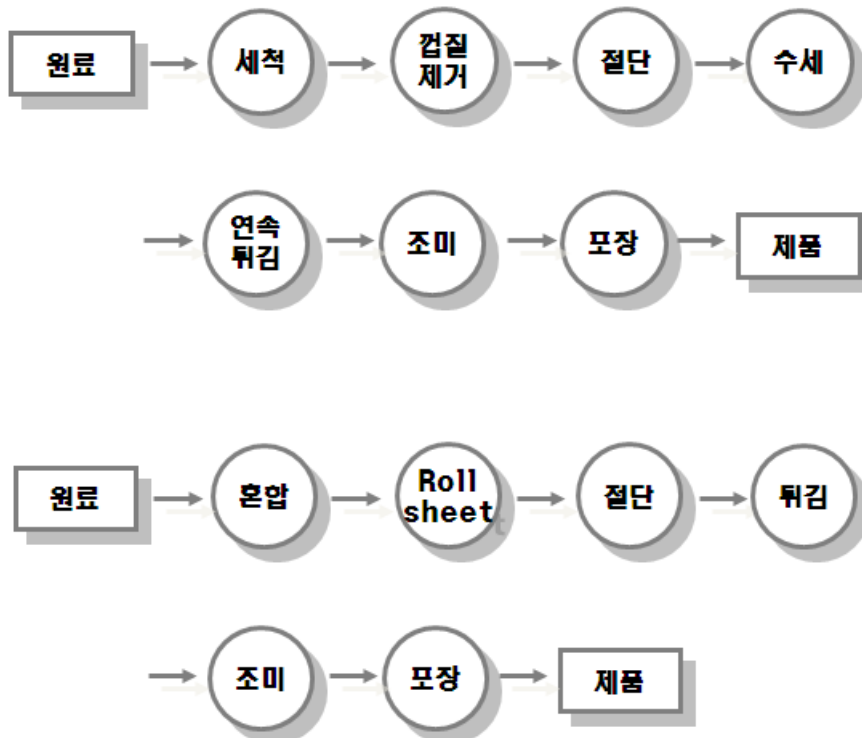 원료
세척
껍질
제거
절단
수세
연속
튀김
조미
포장
제품
원료
혼합
Roll
sheet
절단
튀김
조미
포장
제품